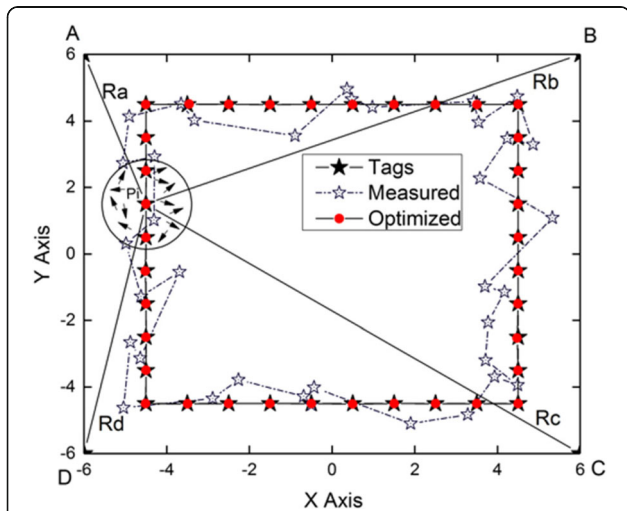 A
B
6
Ra
Rb
4
Tags
Measured
Optimized
2
Pi
0
Y Axis
-2
-4
Rd
Rc
-6
D
-6
-4
-2
0
2
4
6
C
X Axis